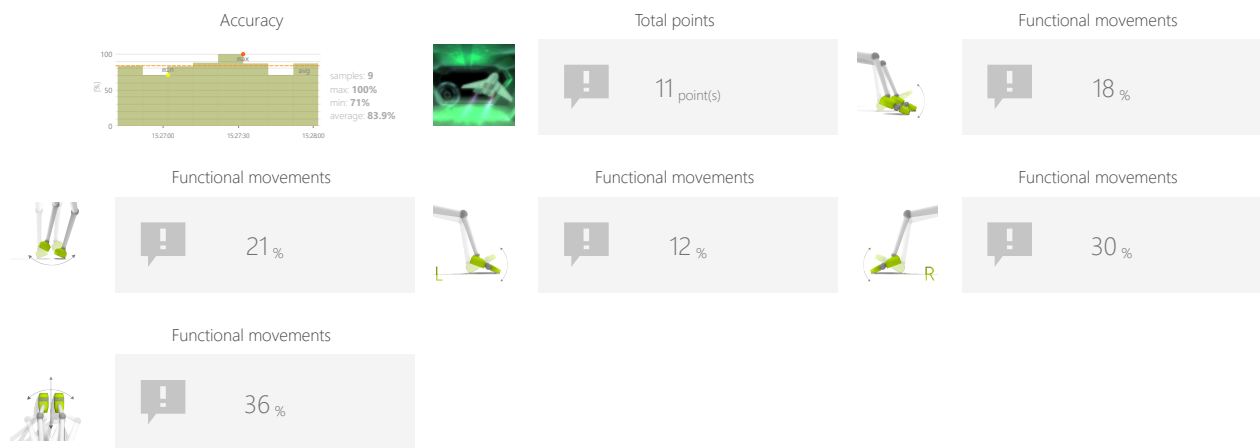 Accuracy
100
50
0
(%)
min
max
avg
15:27:00
15:27:30
15:28:00
samples: 9
max: 100%
min: 71%
average: 83.9%
Total points
11 point(s)
Functional movements
18 %
Functional movements
21 %
Functional movements
L
12 %
Functional movements
R
30 %
Functional movements
36 %